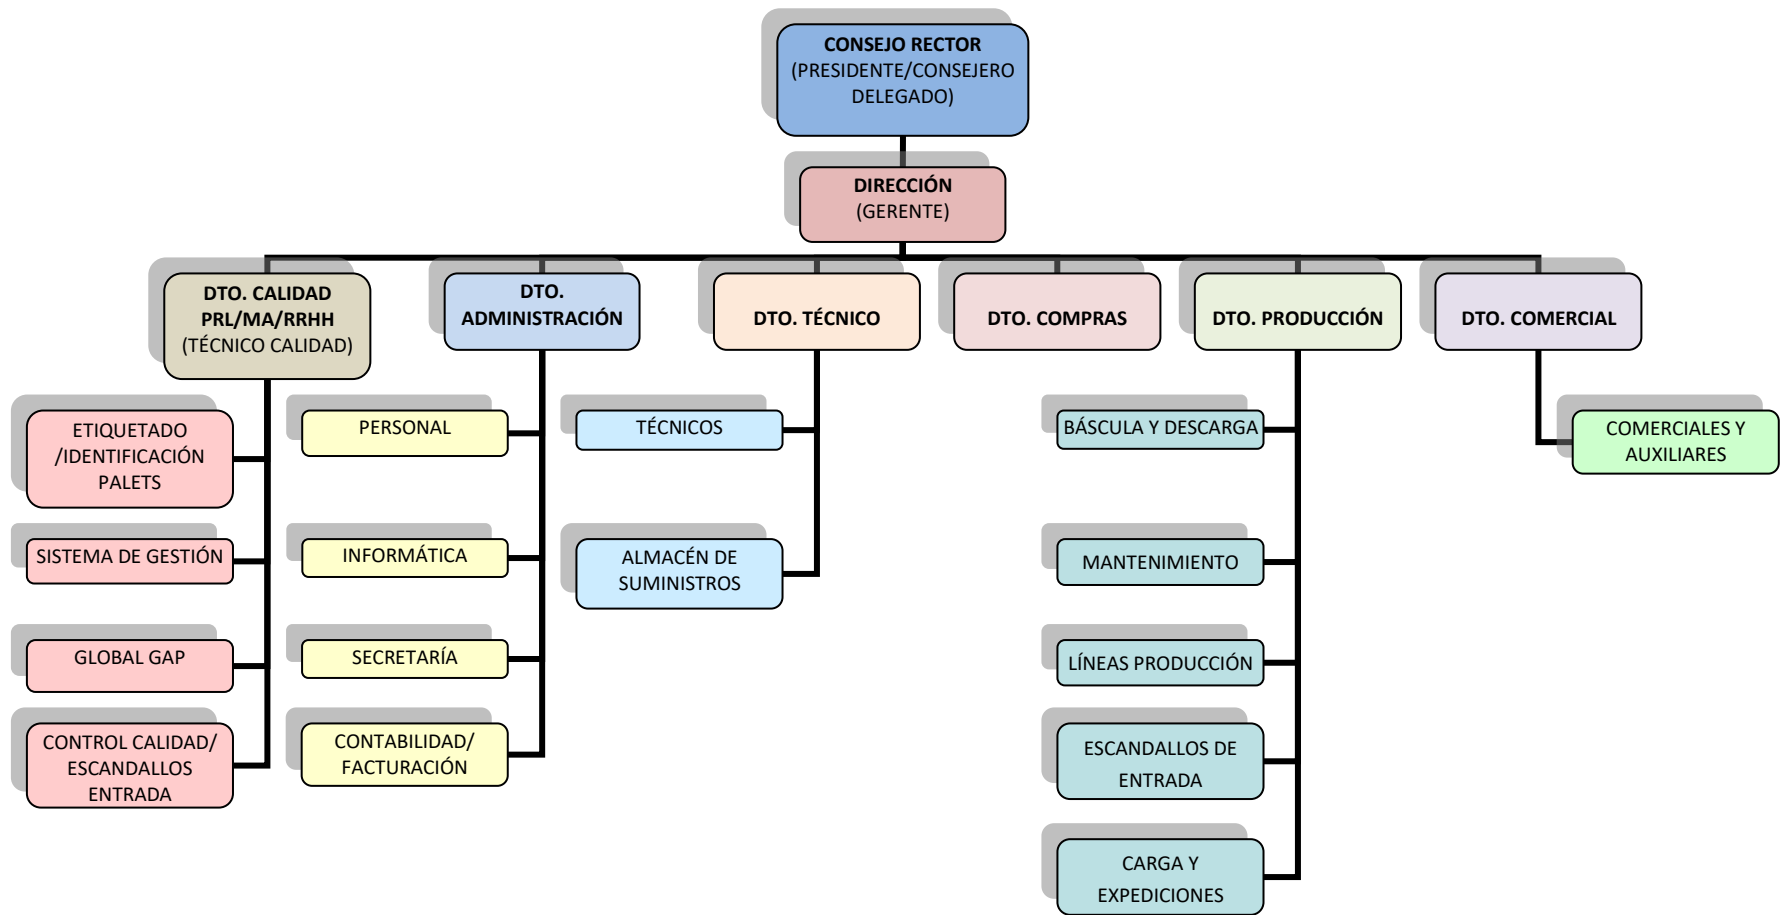 CONSEJO RECTOR
(PRESIDENTE/CONSEJERO
DELEGADO)
DIRECCIÓN
(GERENTE)
DTO. CALIDAD
PRL/MA/RRHH
(TÉCNICO CALIDAD)
DTO.
ADMINISTRACIÓN
DTO. TÉCNICO
DTO. COMPRAS
DTO. PRODUCCIÓN
DTO. COMERCIAL
ETIQUETADO
/IDENTIFICACIÓN
PALETS
SISTEMA DE GESTIÓN
GLOBAL GAP
CONTROL CALIDAD/
ESCANDALLOS
ENTRADA
PERSONAL
INFORMÁTICA
SECRETARÍA
CONTABILIDAD/
FACTURACIÓN
TÉCNICOS
ALMACÉN DE
SUMINISTROS
BÁSCULA Y DESCARGA
MANTENIMIENTO
LÍNEAS PRODUCCIÓN
ESCANDALLOS DE
ENTRADA
CARGA Y
EXPEDICIONES
COMERCIALES Y
AUXILIARES